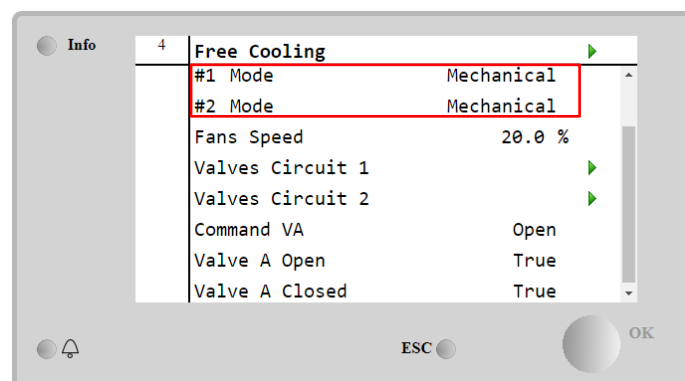 Info
4 Free Cooling
#1 Mode Mechanical
#2 Mode Mechanical
Fans Speed 20.0 %
Valves Circuit 1
Valves Circuit 2
Command VA Open
Valve A Open True
Valve A Closed True
ESC OK